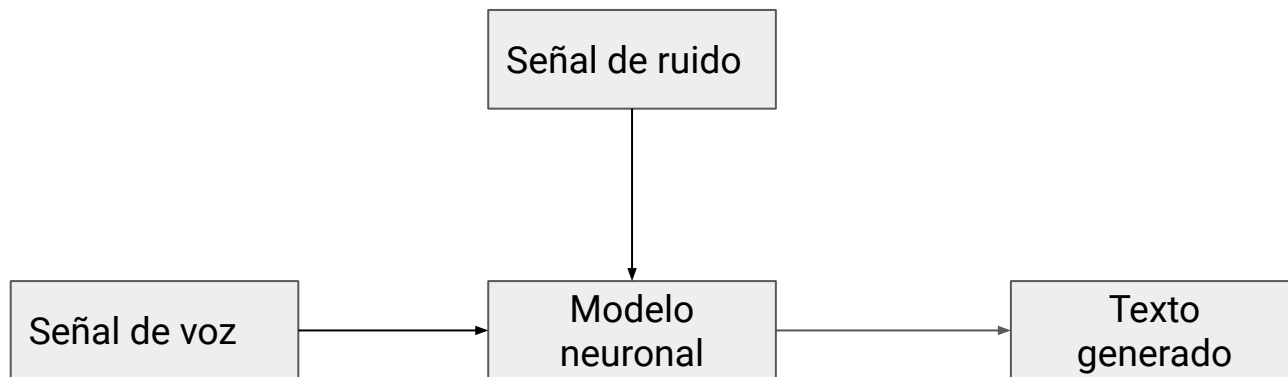 Señal de ruido
Señal de voz
Modelo
neuronal
Texto
generado